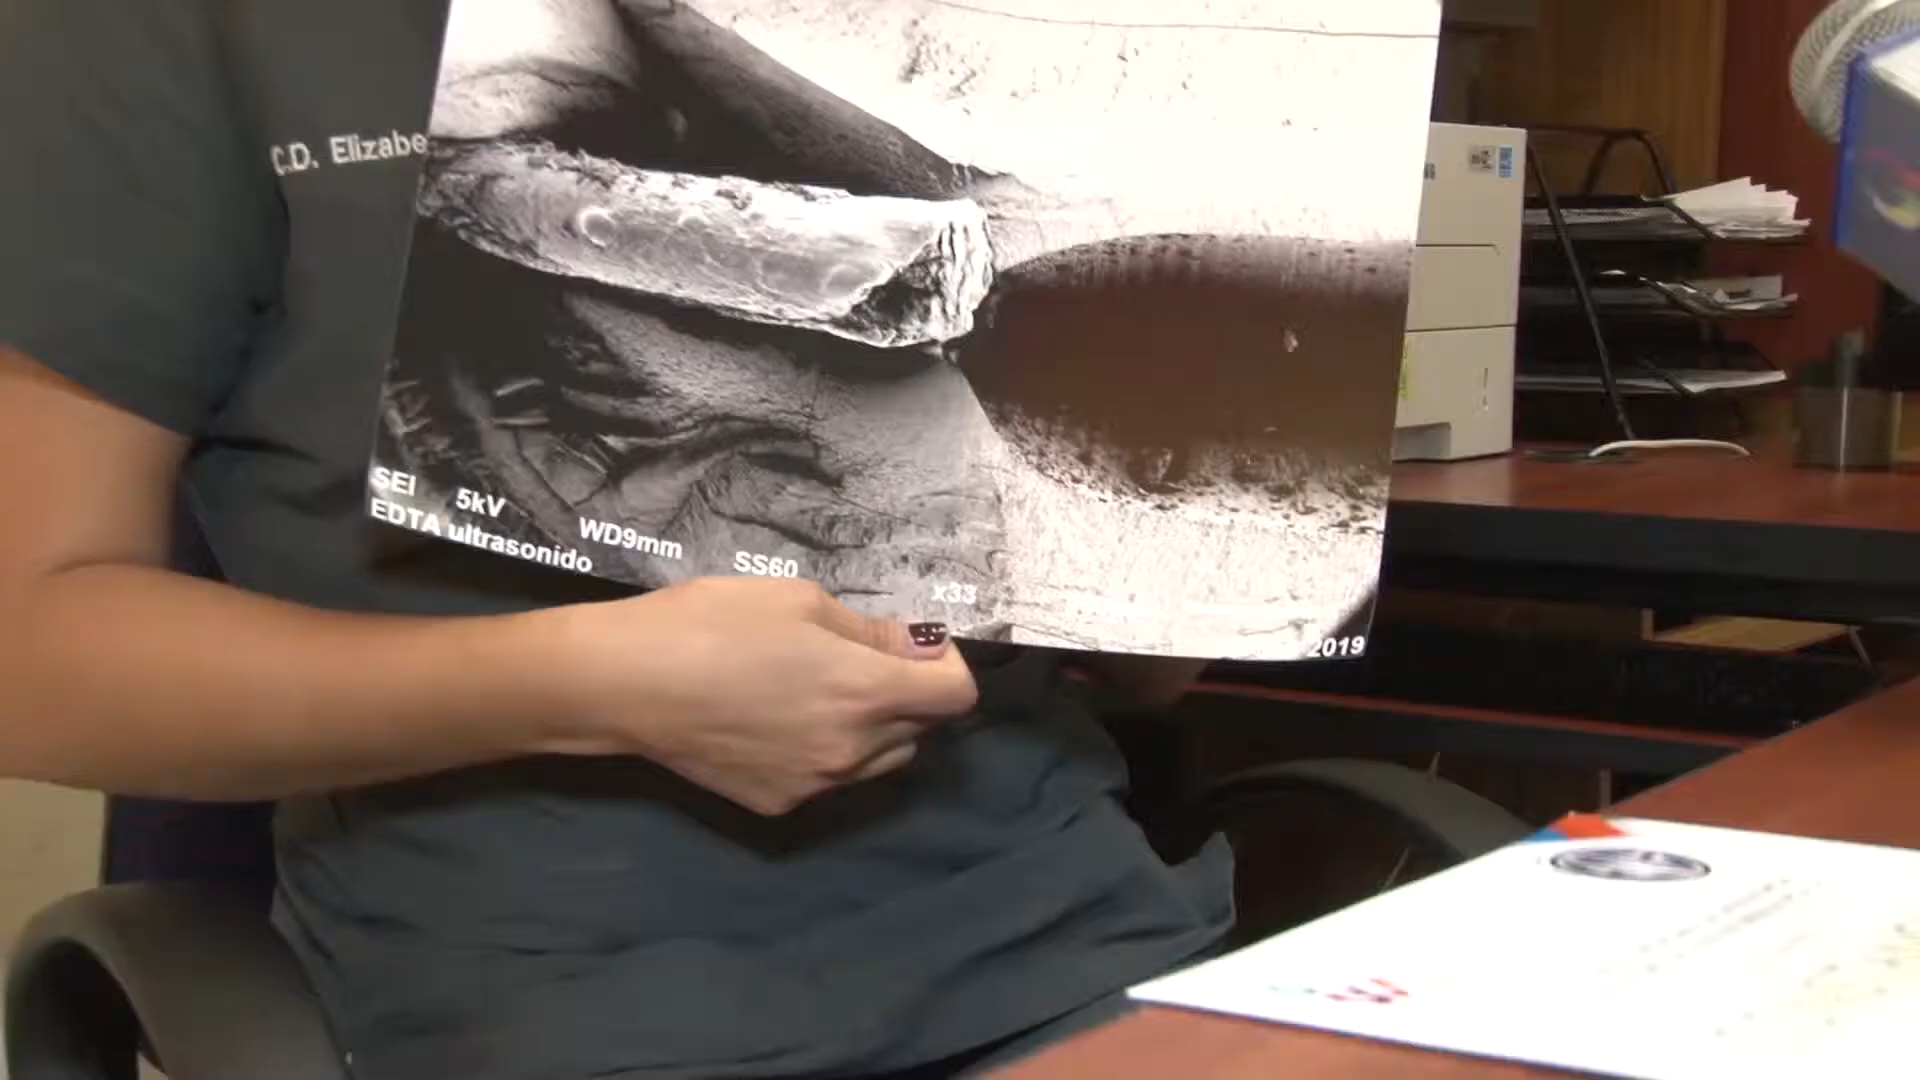 C.D. Elizabe
SEI 5kV WD9mm SS60 x33 2019
EDTA ultrasonido